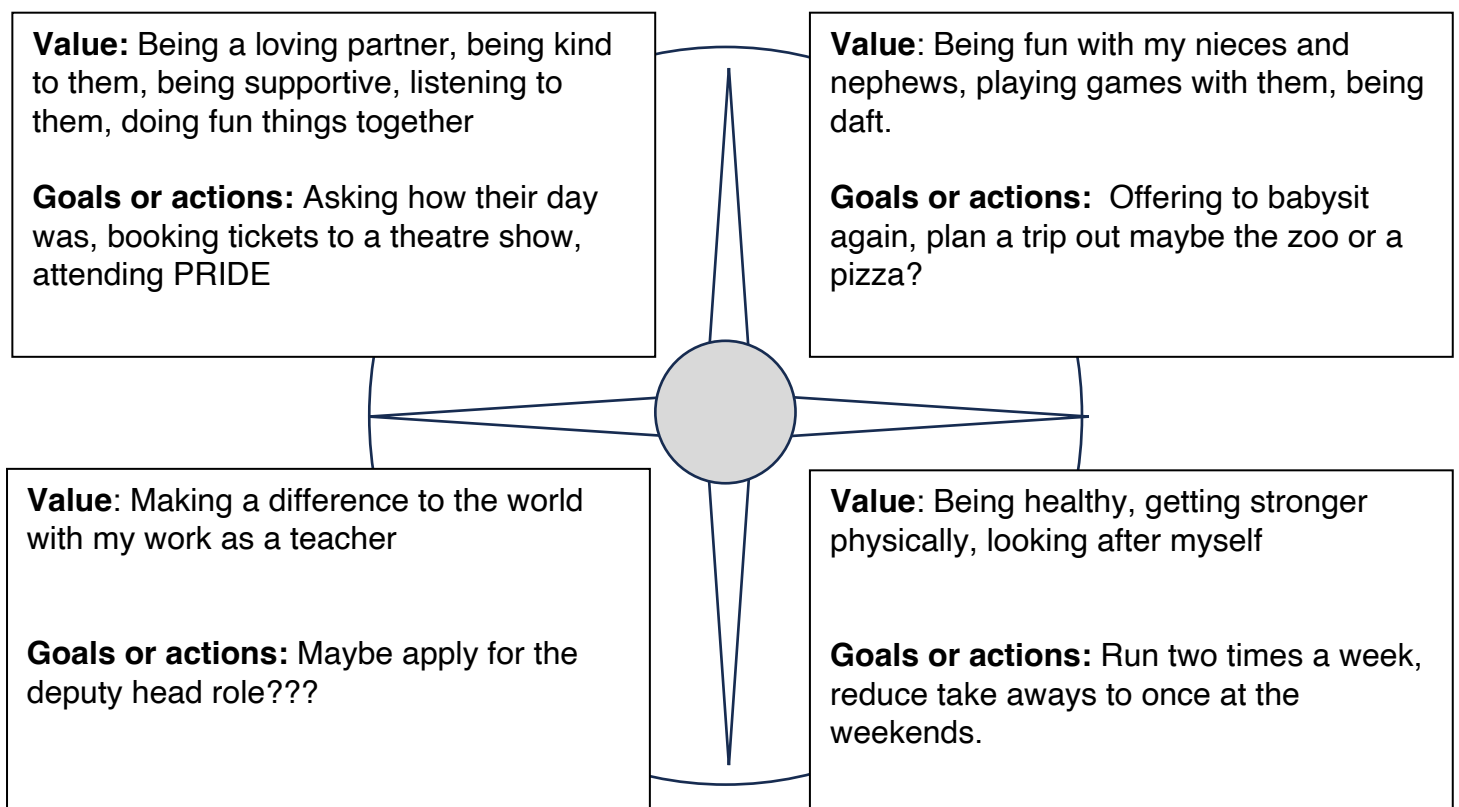 Value: Being a loving partner, being kind
to them, being supportive, listening to
them, doing fun things together
Goals or actions: Asking how their day
was, booking tickets to a theatre show,
attending PRIDE
Value: Being fun with my nieces and
nephews, playing games with them, being
daft.
Goals or actions:  Offering to babysit
again, plan a trip out maybe the zoo or a
pizza?
Value: Making a difference to the world
with my work as a teacher
Goals or actions: Maybe apply for the
deputy head role???
Value: Being healthy, getting stronger
physically, looking after myself
Goals or actions: Run two times a week,
reduce take aways to once at the
weekends.